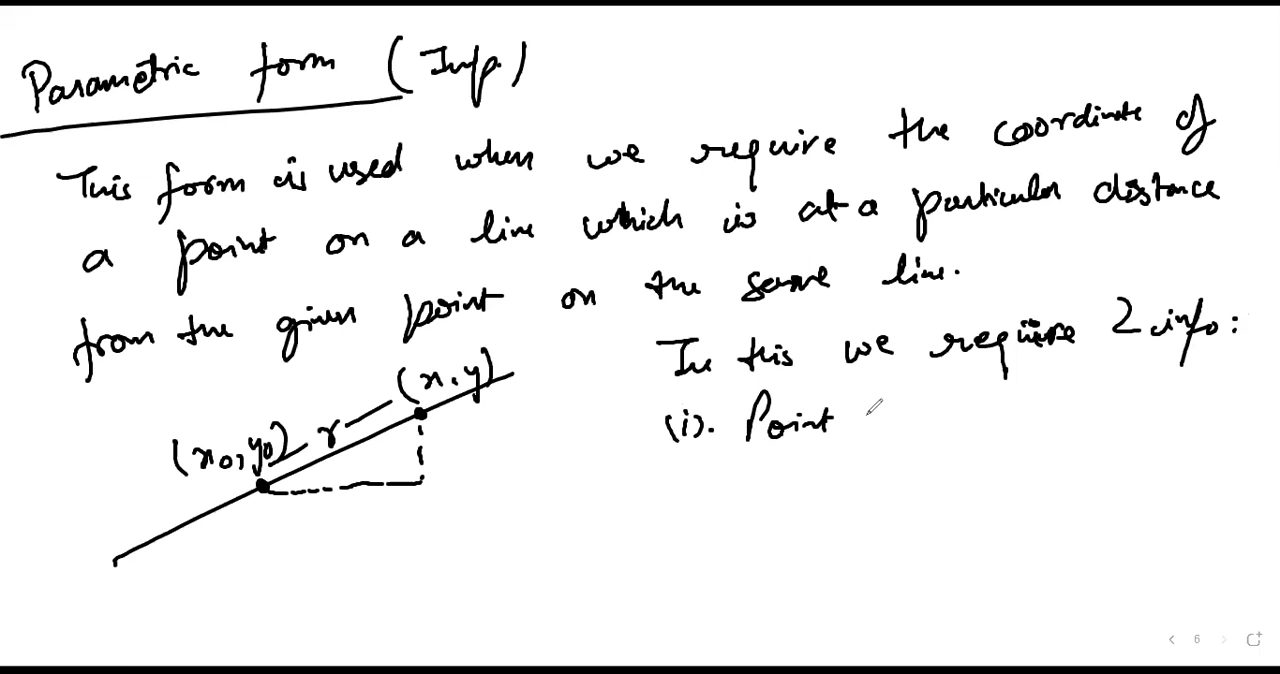 Parametric form (Imp.)
This form is used when we require the coordinate of
a point on a line which is at a particular distance
from the given point on the same line.
In this we require 2 info:
(x, y)
(i). Point
(x0, y0) r
6